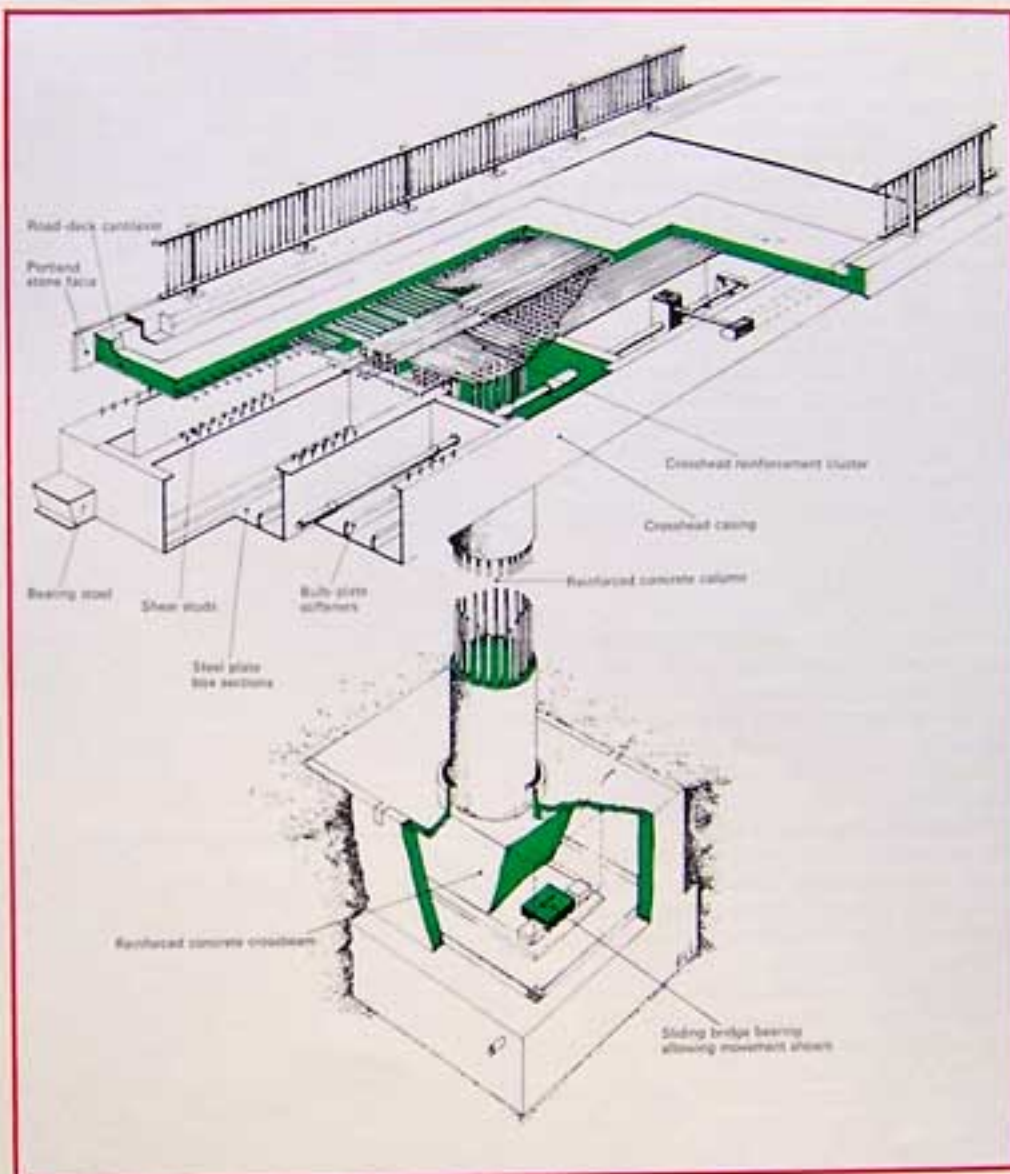 Road-deck cantilever
Portland
stone facia
Crosshead reinforcement cluster
Crosshead casing
Reinforced concrete column
Bearing stool
Shear studs
Bulb-plate
stiffeners
Steel plate
box sections
Reinforced concrete crossbeam
Sliding bridge bearing
allowing movement shown